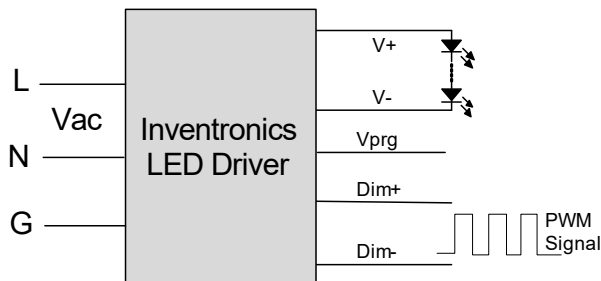 L
Vac
N
G
Inventronics
LED Driver
V+
V-
Vprg
Dim+
Dim-
PWM
Signal